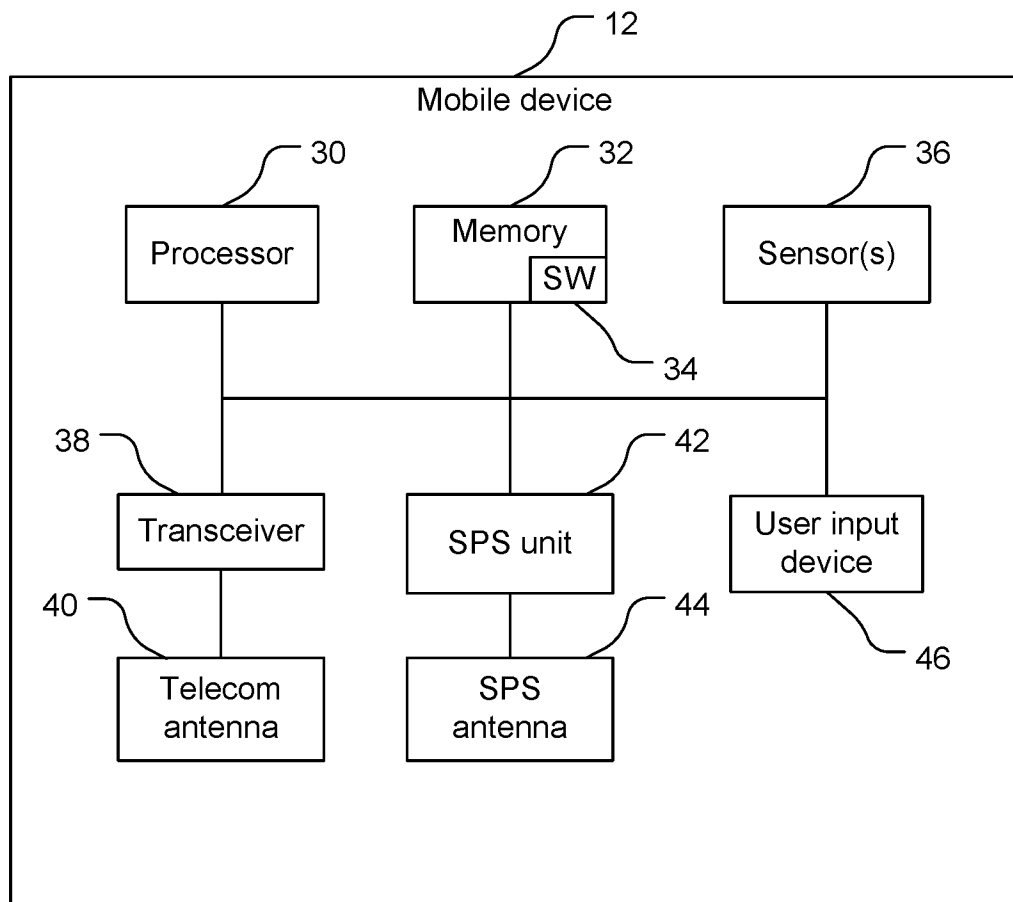 12
Mobile device
30
32
36
Processor
Memory
SW
Sensor(s)
34
38
42
Transceiver
SPS unit
User input
device
40
44
46
Telecom
antenna
SPS
antenna